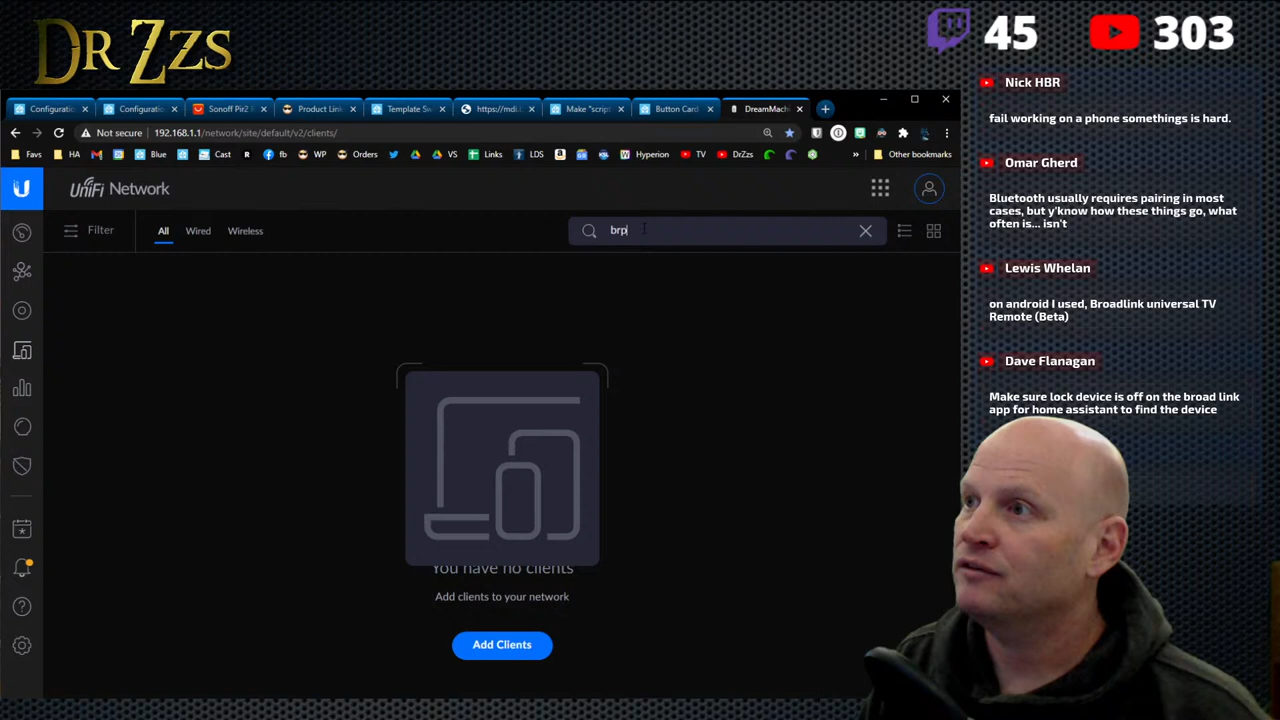 DR ZZS
45
303
Configuratio
Configuratio
Sonoff Pir2
Product Link
Template Sw
https://mdi.
Make "script
Button Card
DreamMach
Not secure
192.168.1.1/network/site/default/v2/clients/
Favs
HA
Blue
Cast
fb
WP
Orders
VS
Links
LDS
Hyperion
TV
DrZzs
»
Other bookmarks
UniFi Network
Filter
All
Wired
Wireless
brp
You have no clients
Add clients to your network
Add Clients
Nick HBR
fail working on a phone somethings is hard.
Omar Gherd
Bluetooth usually requires pairing in most
cases, but y'know how these things go, what
often is... isn't
Lewis Whelan
on android I used, Broadlink universal TV
Remote (Beta)
Dave Flanagan
Make sure lock device is off on the broad link
app for home assistant to find the device